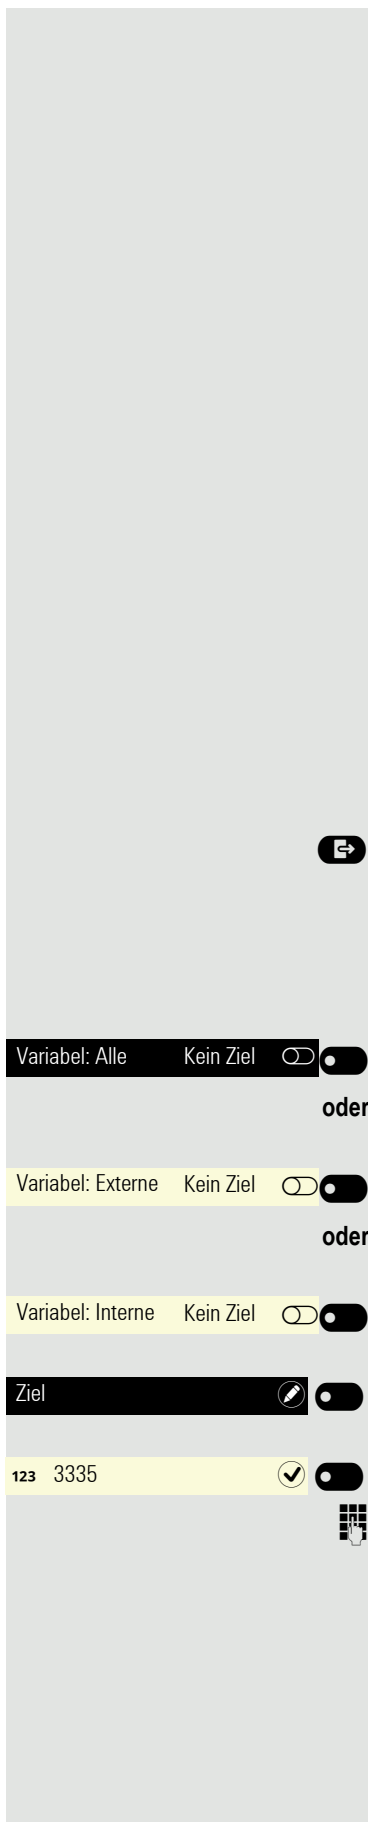 Variabel: Alle Kein Ziel
oder
Variabel: Externe Kein Ziel
oder
Variabel: Interne Kein Ziel
Ziel
123 3335